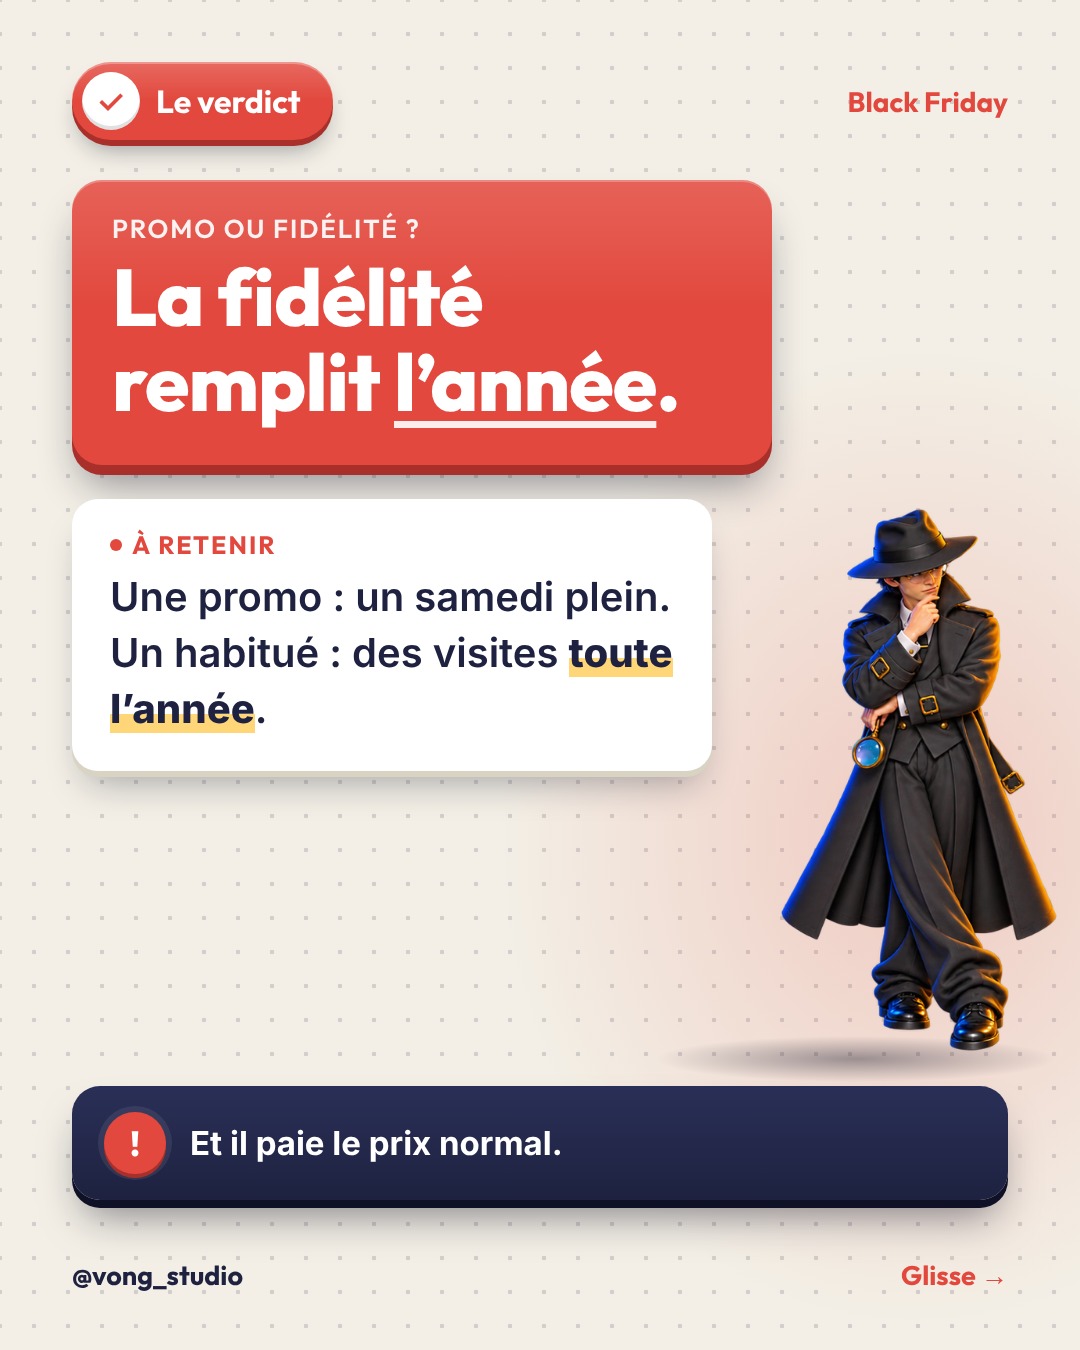 Le verdict
Black Friday
PROMO OU FIDÉLITÉ ?
La fidélité
remplit l’année.
À RETENIR
Une promo : un samedi plein.
Un habitué : des visites toute
l’année.
! Et il paie le prix normal.
@vong_studio
Glisse →